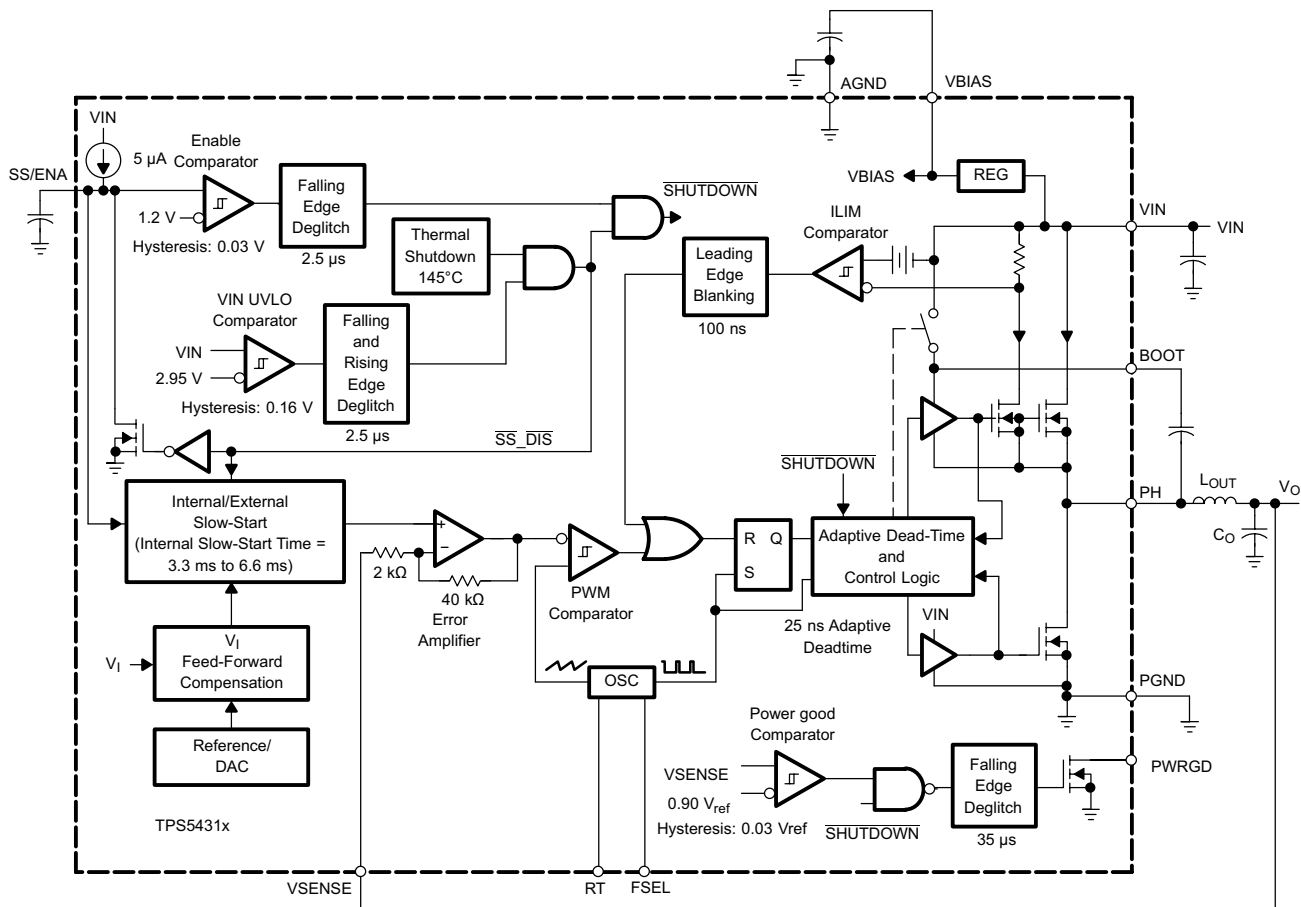 AGND
VBIAS
VIN
5 µA
Enable
Comparator
SS/ENA
1.2 V
Hysteresis: 0.03 V
Falling
Edge
Deglitch
2.5 µs
SHUTDOWN
Thermal
Shutdown
145°C
VBIAS
REG
ILIM
Comparator
VIN
VIN
Leading
Edge
Blanking
100 ns
VIN UVLO
Comparator
VIN
2.95 V
Hysteresis: 0.16 V
Falling
and
Rising
Edge
Deglitch
2.5 µs
BOOT
SS_DIS
SHUTDOWN
PH
LOUT
VO
CO
Internal/External
Slow-Start
(Internal Slow-Start Time =
3.3 ms to 6.6 ms)
2 kΩ
+
−
40 kΩ
Error
Amplifier
PWM
Comparator
R Q
S
Adaptive Dead-Time
and
Control Logic
25 ns Adaptive
Deadtime
VIN
VI
VI
Feed-Forward
Compensation
OSC
PGND
Reference/
DAC
Power good
Comparator
VSENSE
0.90 Vref
Hysteresis: 0.03 Vref
SHUTDOWN
Falling
Edge
Deglitch
35 µs
PWRGD
TPS5431x
VSENSE
RT
FSEL